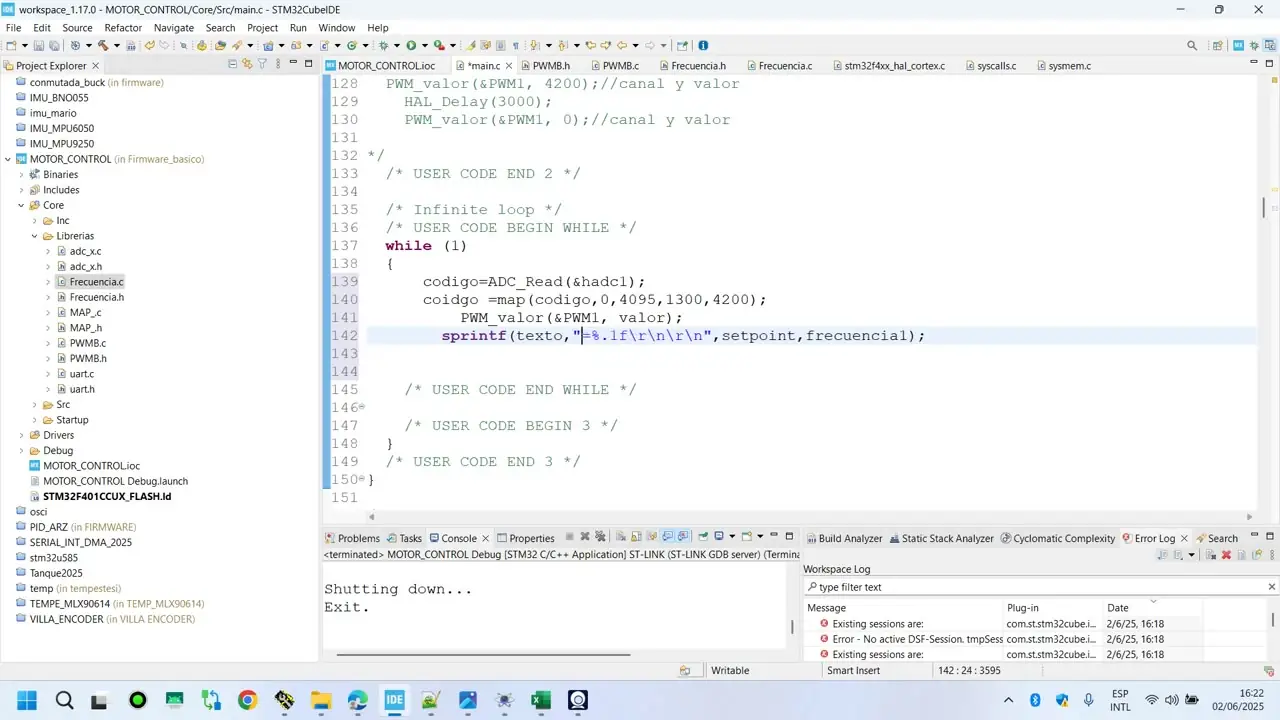 workspace_1.17.0 - MOTOR_CONTROL/Core/Src/main.c - STM32CubeIDE
File Edit Source Refactor Navigate Search Project Run Window Help
Project Explorer
conmutada_buck (in firmware)
IMU_BNO055
imu_mario
IMU_MPU6050
IMU_MPU9250
MOTOR_CONTROL (in Firmware_basico)
Binaries
Includes
Core
Inc
Librerias
adc_x.c
adc_x.h
Frecuencia.c
Frecuencia.h
MAP_.c
MAP_.h
PWMB.c
PWMB.h
uart.c
uart.h
Src
Startup
Drivers
Debug
MOTOR_CONTROL.ioc
MOTOR_CONTROL Debug.launch
STM32F401CCUX_FLASH.ld
osci
PID_ARZ (in FIRMWARE)
SERIAL_INT_DMA_2025
stm32u585
Tanque2025
temp (in tempestesi)
TEMPE_MLX90614 (in TEMP_MLX90614)
VILLA_ENCODER (in VILLA ENCODER)
MOTOR_CONTROL.ioc *main.c PWMB.h PWMB.c Frecuencia.h Frecuencia.c stm32f4xx_hal_cortex.c syscalls.c sysmem.c
128 PWM_valor(&PWM1, 4200);//canal y valor
129 HAL_Delay(3000);
130 PWM_valor(&PWM1, 0);//canal y valor
131
132 */
133 /* USER CODE END 2 */
134
135 /* Infinite loop */
136 /* USER CODE BEGIN WHILE */
137 while (1)
138 {
139 codigo=ADC_Read(&hadc1);
140 coidgo =map(codigo,0,4095,1300,4200);
141 PWM_valor(&PWM1, valor);
142 sprintf(texto,"=%.1f\r\n\r\n",setpoint,frecuencia1);
143
144
145 /* USER CODE END WHILE */
146
147 /* USER CODE BEGIN 3 */
148 }
149 /* USER CODE END 3 */
150 }
151
Problems Tasks Console Properties
<terminated> MOTOR_CONTROL Debug [STM32 C/C++ Application] ST-LINK (ST-LINK GDB server) (Termina
Shutting down...
Exit.
Build Analyzer Static Stack Analyzer Cyclomatic Complexity Error Log Search
Workspace Log
type filter text
Message Plug-in Date
Existing sessions are: com.st.stm32cube.i... 2/6/25, 16:18
Error - No active DSF-Session. tmpSess com.st.stm32cube.i... 2/6/25, 16:18
Existing sessions are: com.st.stm32cube.i... 2/6/25, 16:18
Writable Smart Insert 142 : 24 : 3595
IDE
ESP
INTL
16:22
02/06/2025